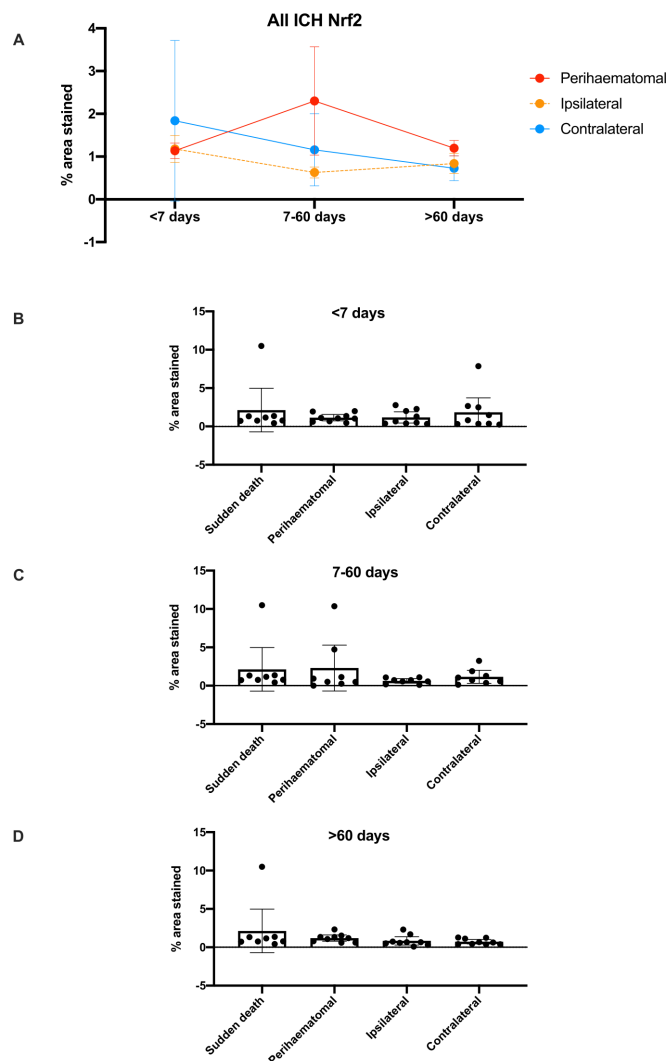 All ICH Nrf2
A
4
3
2
1
0
-1
% area stained
<7 days
7-60 days
>60 days
Perihaematomal
Ipsilateral
Contralateral
B
<7 days
15
10
5
0
-5
% area stained
Sudden death
Perihaematomal
Ipsilateral
Contralateral
C
7-60 days
15
10
5
0
-5
% area stained
Sudden death
Perihaematomal
Ipsilateral
Contralateral
D
>60 days
15
10
5
0
-5
% area stained
Sudden death
Perihaematomal
Ipsilateral
Contralateral